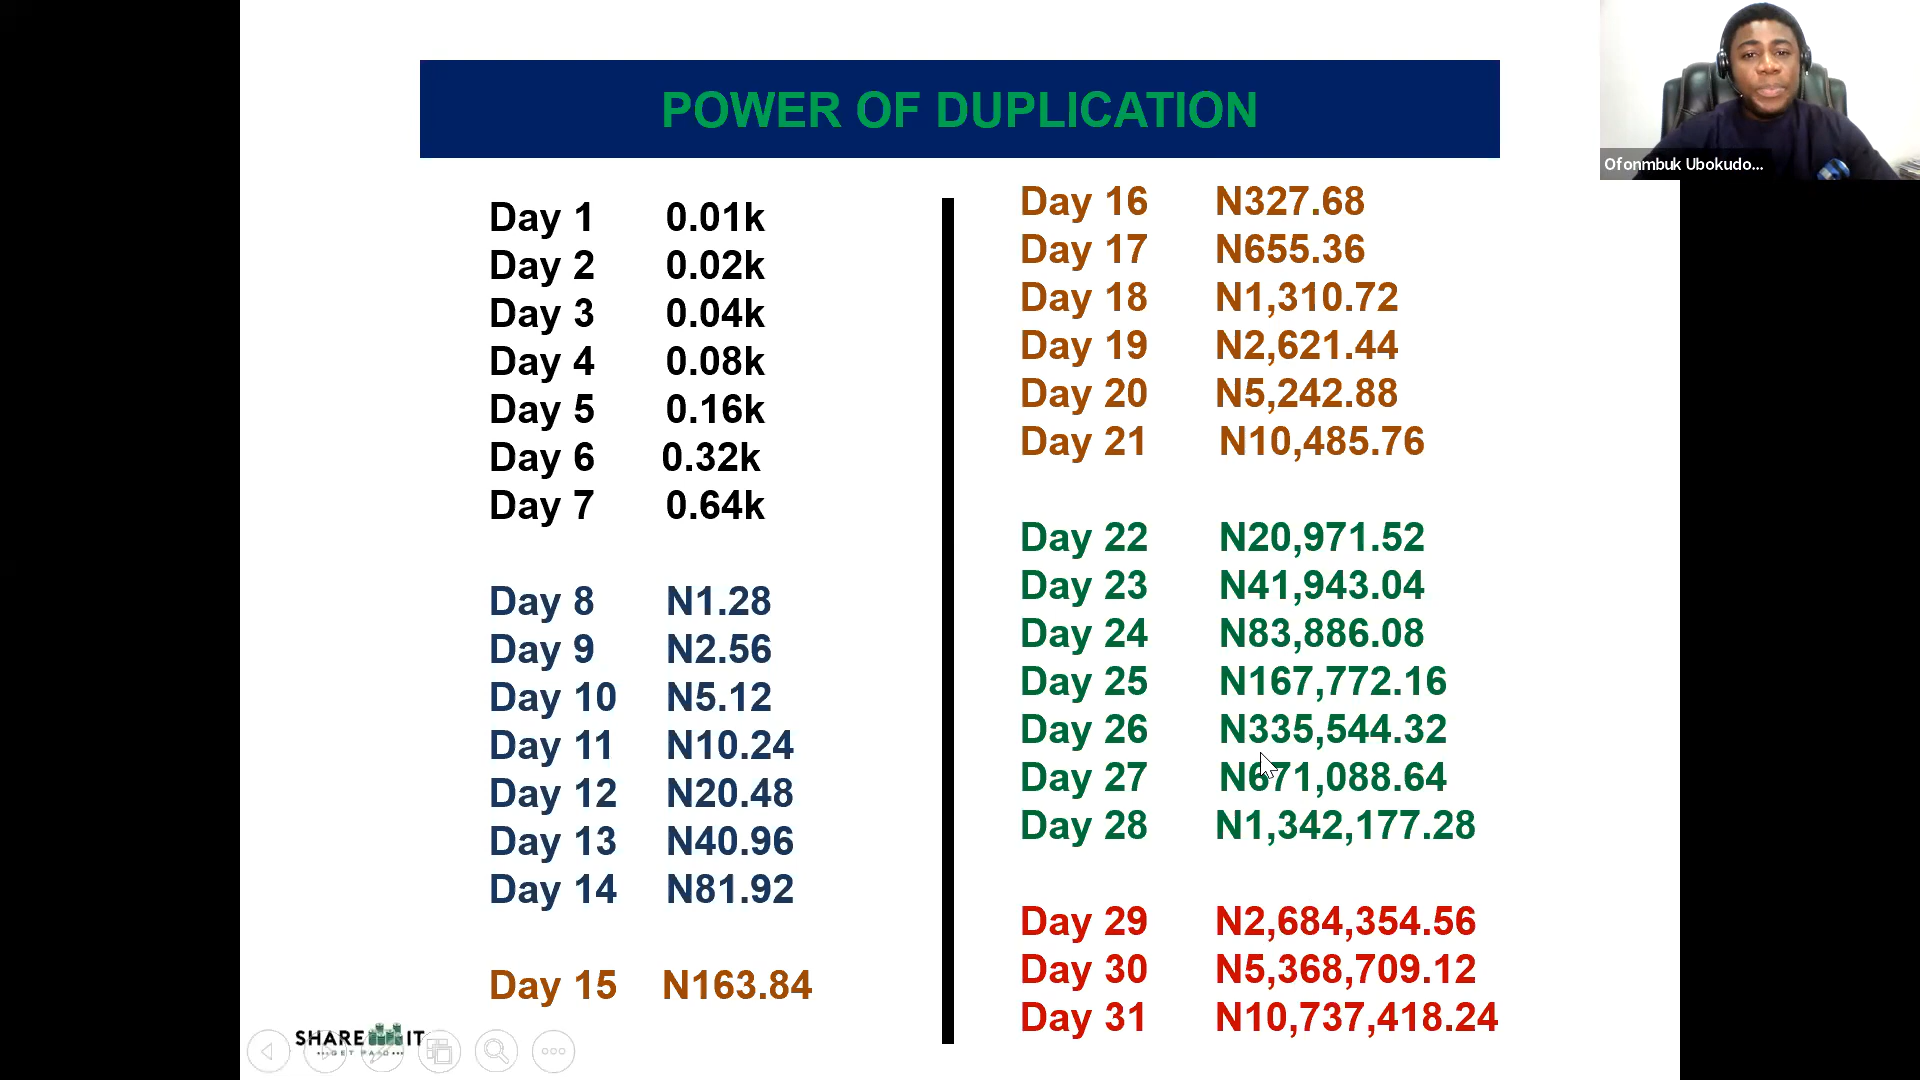 POWER OF DUPLICATION
Ofonmbuk Ubokudo...
Day 1 0.01k
Day 2 0.02k
Day 3 0.04k
Day 4 0.08k
Day 5 0.16k
Day 6 0.32k
Day 7 0.64k
Day 8 N1.28
Day 9 N2.56
Day 10 N5.12
Day 11 N10.24
Day 12 N20.48
Day 13 N40.96
Day 14 N81.92
Day 15 N163.84
Day 16 N327.68
Day 17 N655.36
Day 18 N1,310.72
Day 19 N2,621.44
Day 20 N5,242.88
Day 21 N10,485.76
Day 22 N20,971.52
Day 23 N41,943.04
Day 24 N83,886.08
Day 25 N167,772.16
Day 26 N335,544.32
Day 27 N671,088.64
Day 28 N1,342,177.28
Day 29 N2,684,354.56
Day 30 N5,368,709.12
Day 31 N10,737,418.24
SHARE IT
GET PAID